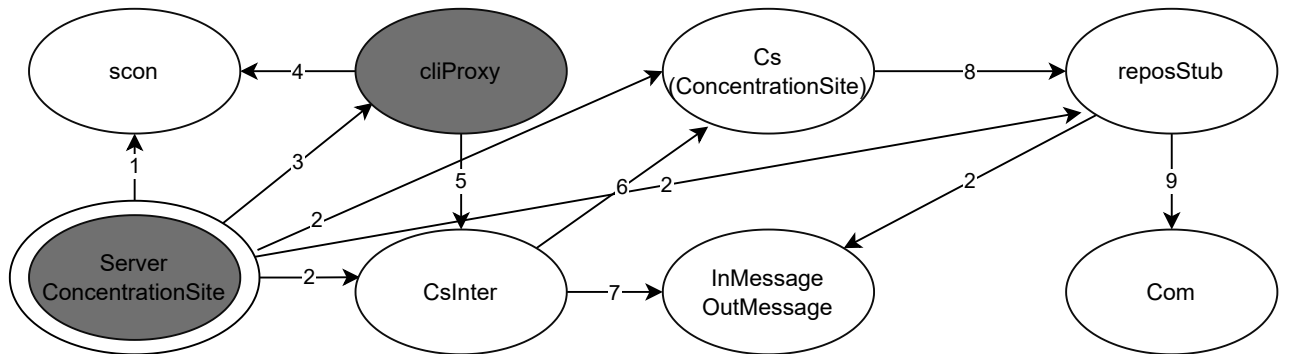 scon
4
cliProxy
Cs
(ConcentrationSite)
8
reposStub
1
3
5
2
6
2
2
9
Server
ConcentrationSite
2
CsInter
7
InMessage
OutMessage
Com